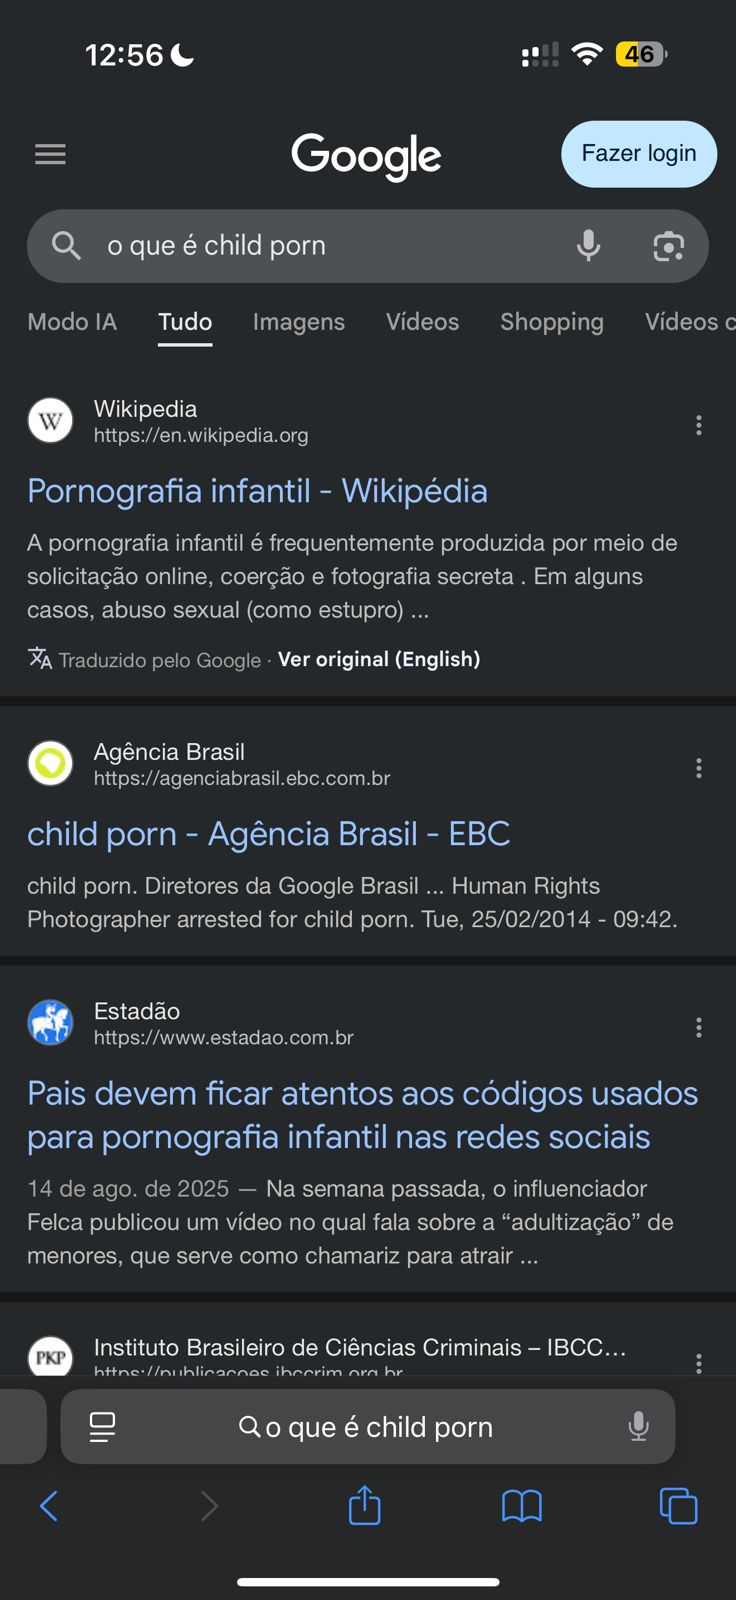 12:56
46
Google
Fazer login
o que é child porn
Modo IA Tudo Imagens Vídeos Shopping Vídeos c
W
Wikipedia
https://en.wikipedia.org
Pornografia infantil - Wikipédia
A pornografia infantil é frequentemente produzida por meio de
solicitação online, coerção e fotografia secreta . Em alguns
casos, abuso sexual (como estupro) ...
Traduzido pelo Google · Ver original (English)
Agência Brasil
https://agenciabrasil.ebc.com.br
child porn - Agência Brasil - EBC
child porn. Diretores da Google Brasil ... Human Rights
Photographer arrested for child porn. Tue, 25/02/2014 - 09:42.
Estadão
https://www.estadao.com.br
Pais devem ficar atentos aos códigos usados
para pornografia infantil nas redes sociais
14 de ago. de 2025 — Na semana passada, o influenciador
Felca publicou um vídeo no qual fala sobre a “adultização” de
menores, que serve como chamariz para atrair ...
PKP
Instituto Brasileiro de Ciências Criminais – IBCC...
https://publicacoes.ibccrim.org.br
o que é child porn